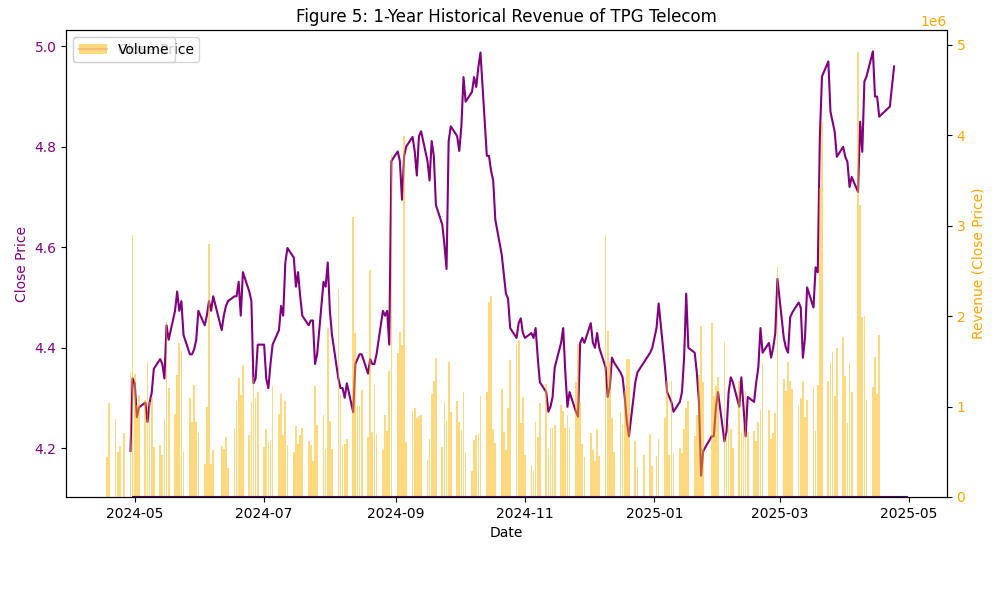 Figure 5: 1-Year Historical Revenue of TPG Telecom
1e6
Volume
5.0
4.8
4.6
4.4
4.2
Close Price
5
4
3
2
1
0
Revenue (Close Price)
2024-05 2024-07 2024-09 2024-11 2025-01 2025-03 2025-05
Date